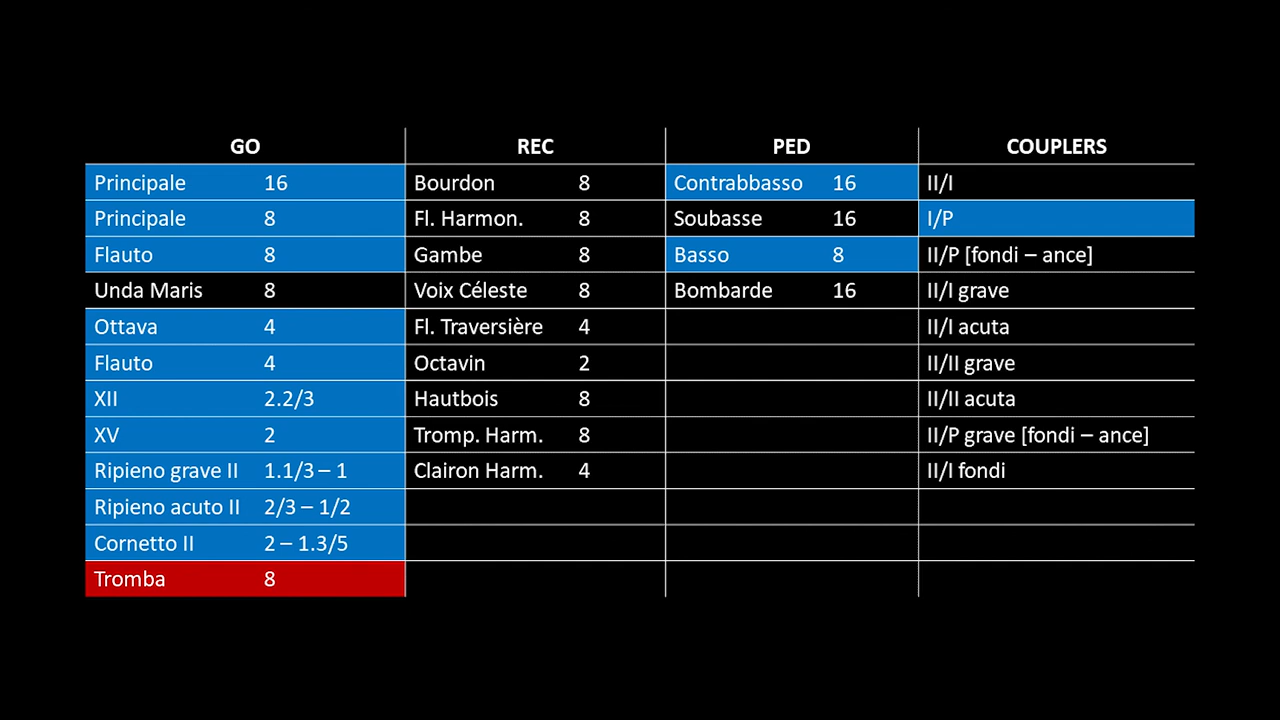 GO REC PED COUPLERS
Principale 16 Bourdon 8 Contrabbasso 16 II/I
Principale 8 Fl. Harmon. 8 Soubasse 16 I/P
Flauto 8 Gambe 8 Basso 8 II/P [fondi – ance]
Unda Maris 8 Voix Céleste 8 Bombarde 16 II/I grave
Ottava 4 Fl. Traversière 4 II/I acuta
Flauto 4 Octavin 2 II/II grave
XII 2.2/3 Hautbois 8 II/II acuta
XV 2 Tromp. Harm. 8 II/P grave [fondi – ance]
Ripieno grave II 1.1/3 – 1 Clairon Harm. 4 II/I fondi
Ripieno acuto II 2/3 – 1/2
Cornetto II 2 – 1.3/5
Tromba 8